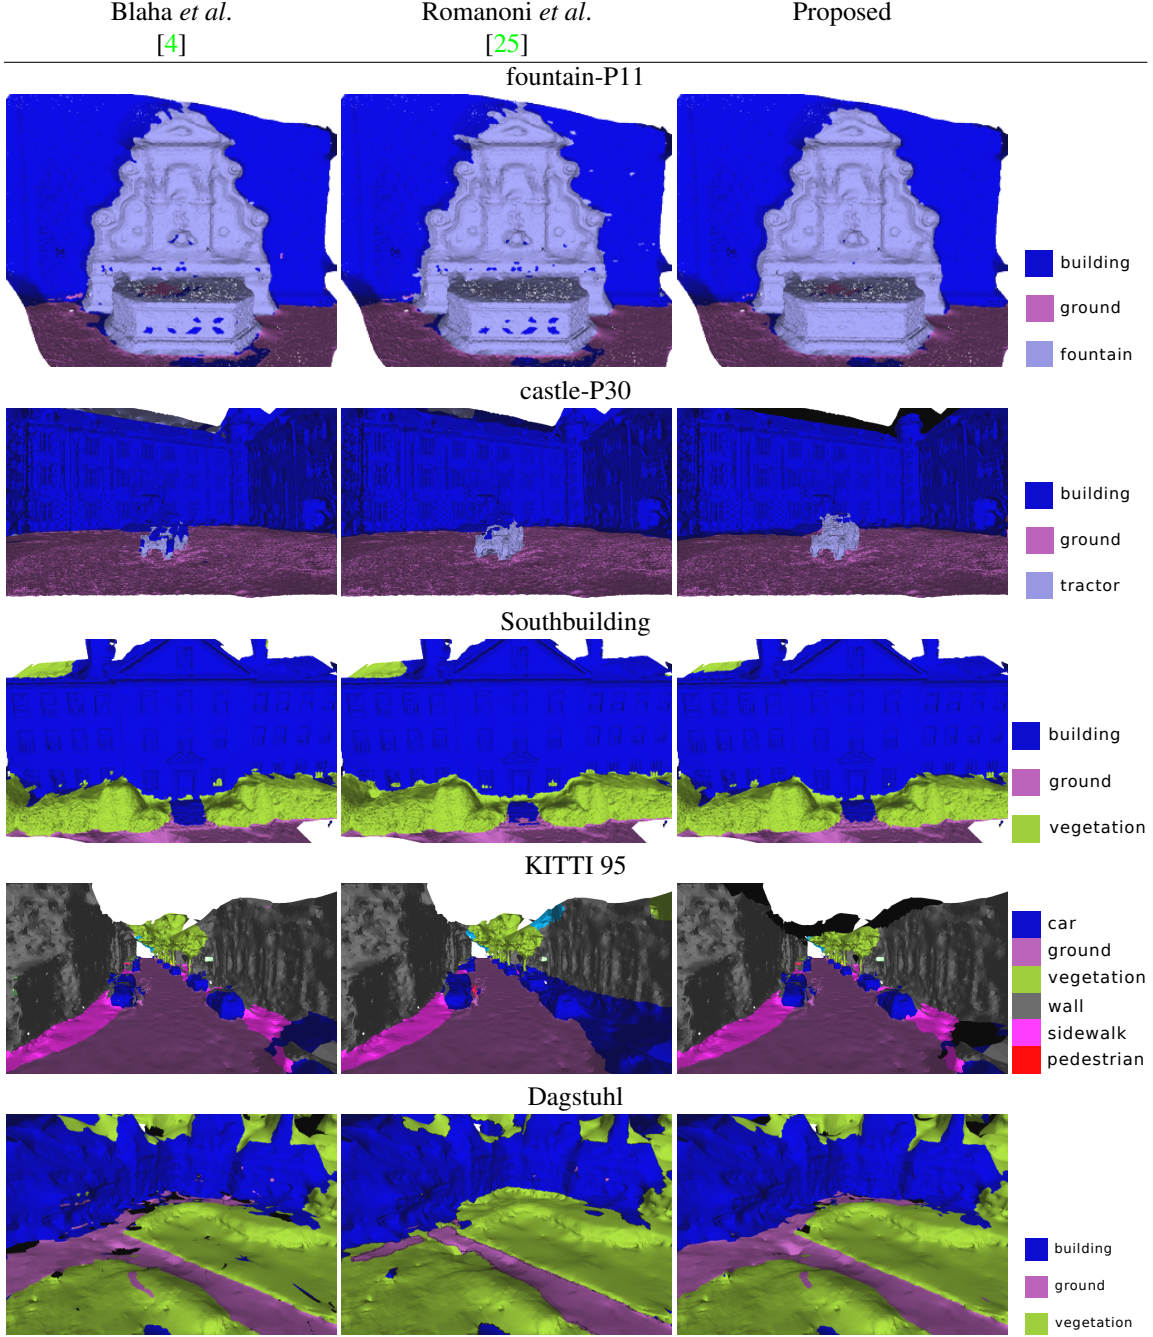 Blaha et al. Romanoni et al. Proposed
[4] [25]
fountain-P11
building
ground
fountain
castle-P30
building
ground
tractor
Southbuilding
building
ground
vegetation
KITTI 95
car
ground
vegetation
wall
sidewalk
pedestrian
Dagstuhl
building
ground
vegetation